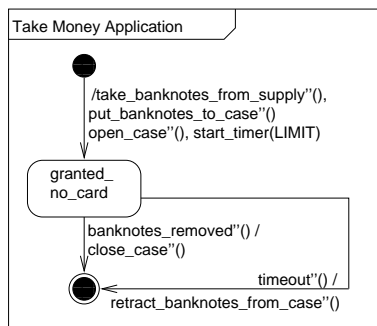 Take Money Application
/take_banknotes_from_supply''(),
put_banknotes_to_case''()
open_case''(), start_timer(LIMIT)
granted_
no_card
banknotes_removed''() /
close_case''()
timeout''() /
retract_banknotes_from_case''()